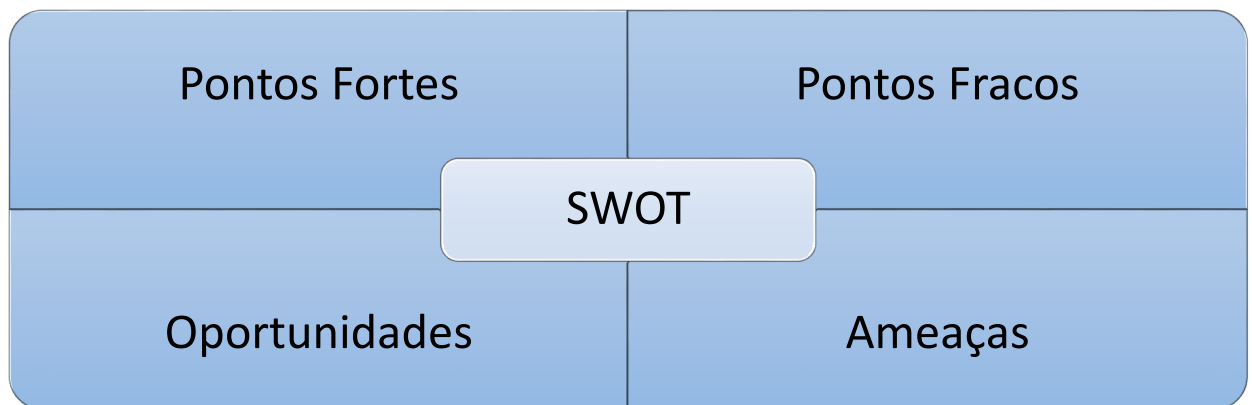 Pontos Fortes
Pontos Fracos
SWOT
Oportunidades
Ameaças